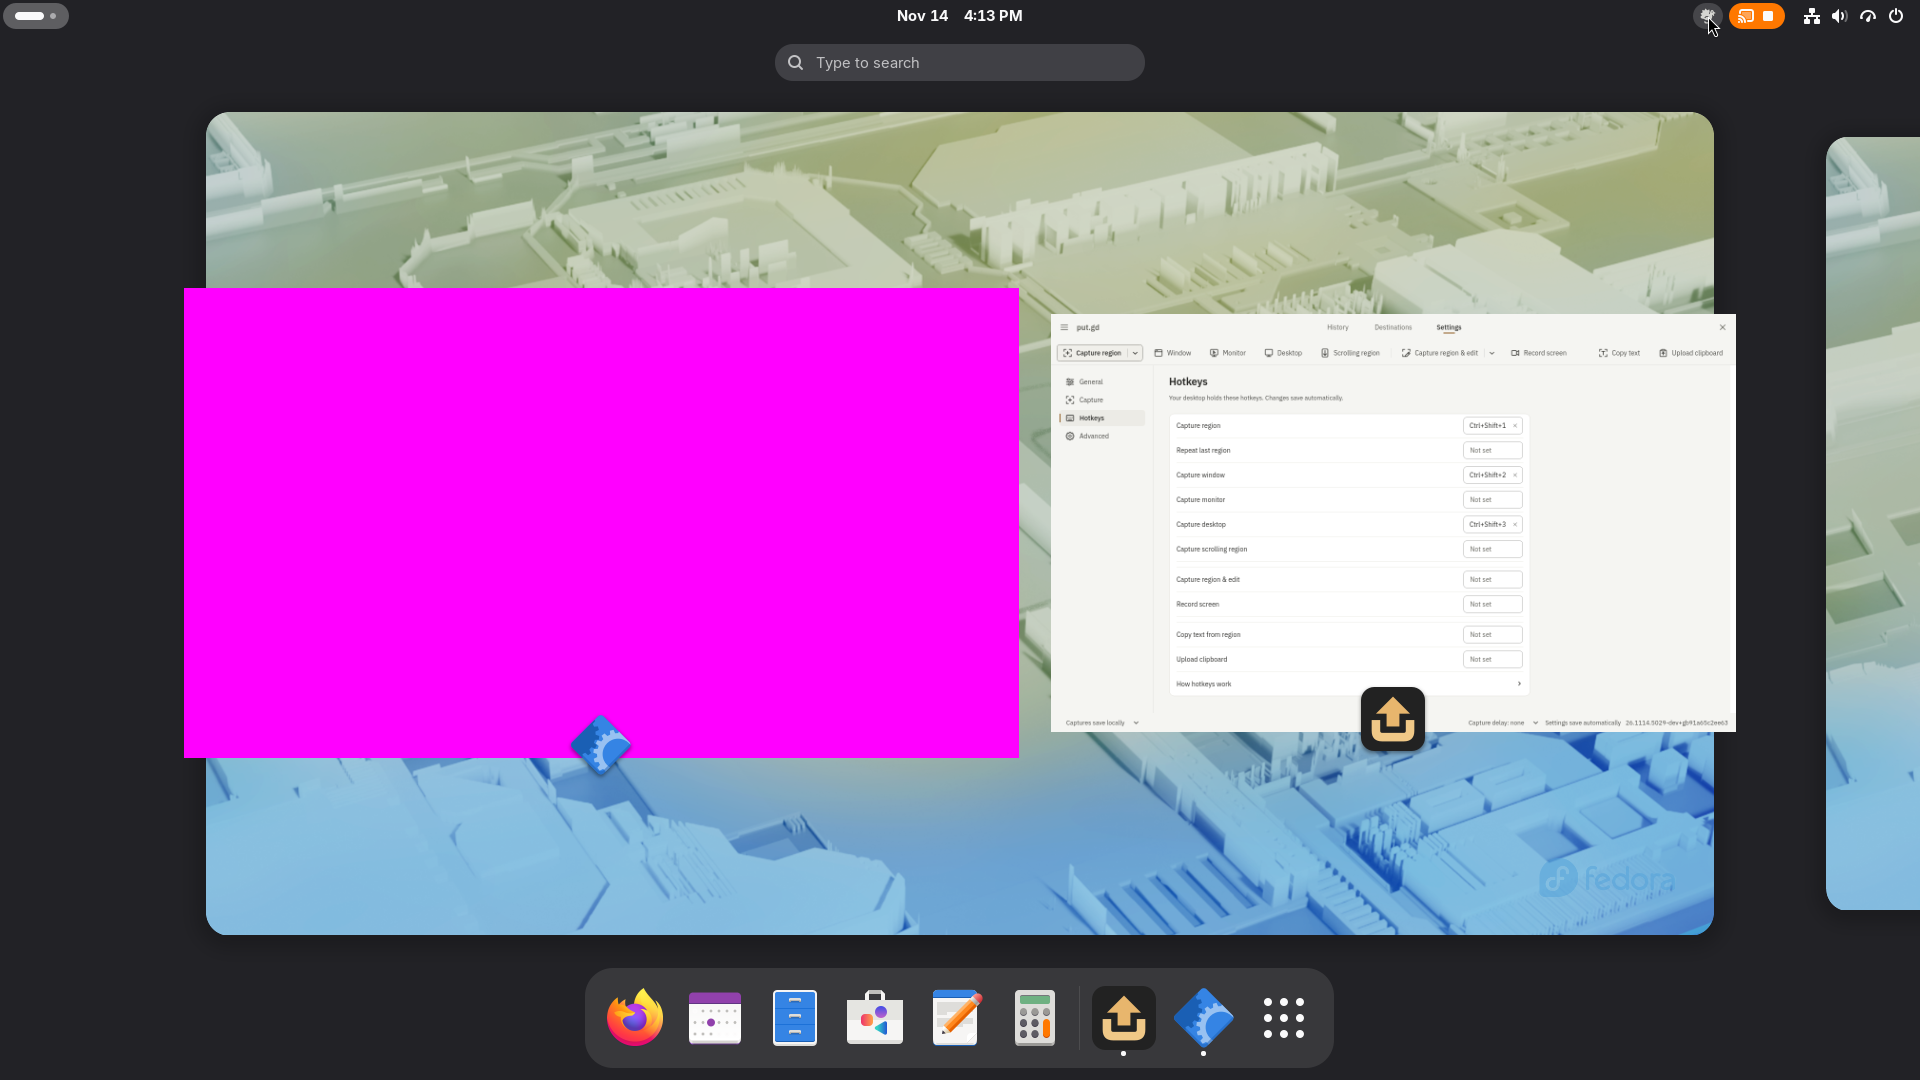 Nov 14 4:13 PM
Type to search
put.gd History Destinations Settings
Capture region Window Monitor Desktop Scrolling region Capture region & edit Record screen Copy text Upload clipboard
General
Capture
Hotkeys
Advanced
Hotkeys
Your desktop holds these hotkeys. Changes save automatically.
Capture region Ctrl+Shift+1
Repeat last region Not set
Capture window Ctrl+Shift+2
Capture monitor Not set
Capture desktop Ctrl+Shift+3
Capture scrolling region Not set
Capture region & edit Not set
Record screen Not set
Copy text from region Not set
Upload clipboard Not set
How hotkeys work
Captures save locally Capture delay: none Settings save automatically
fedora